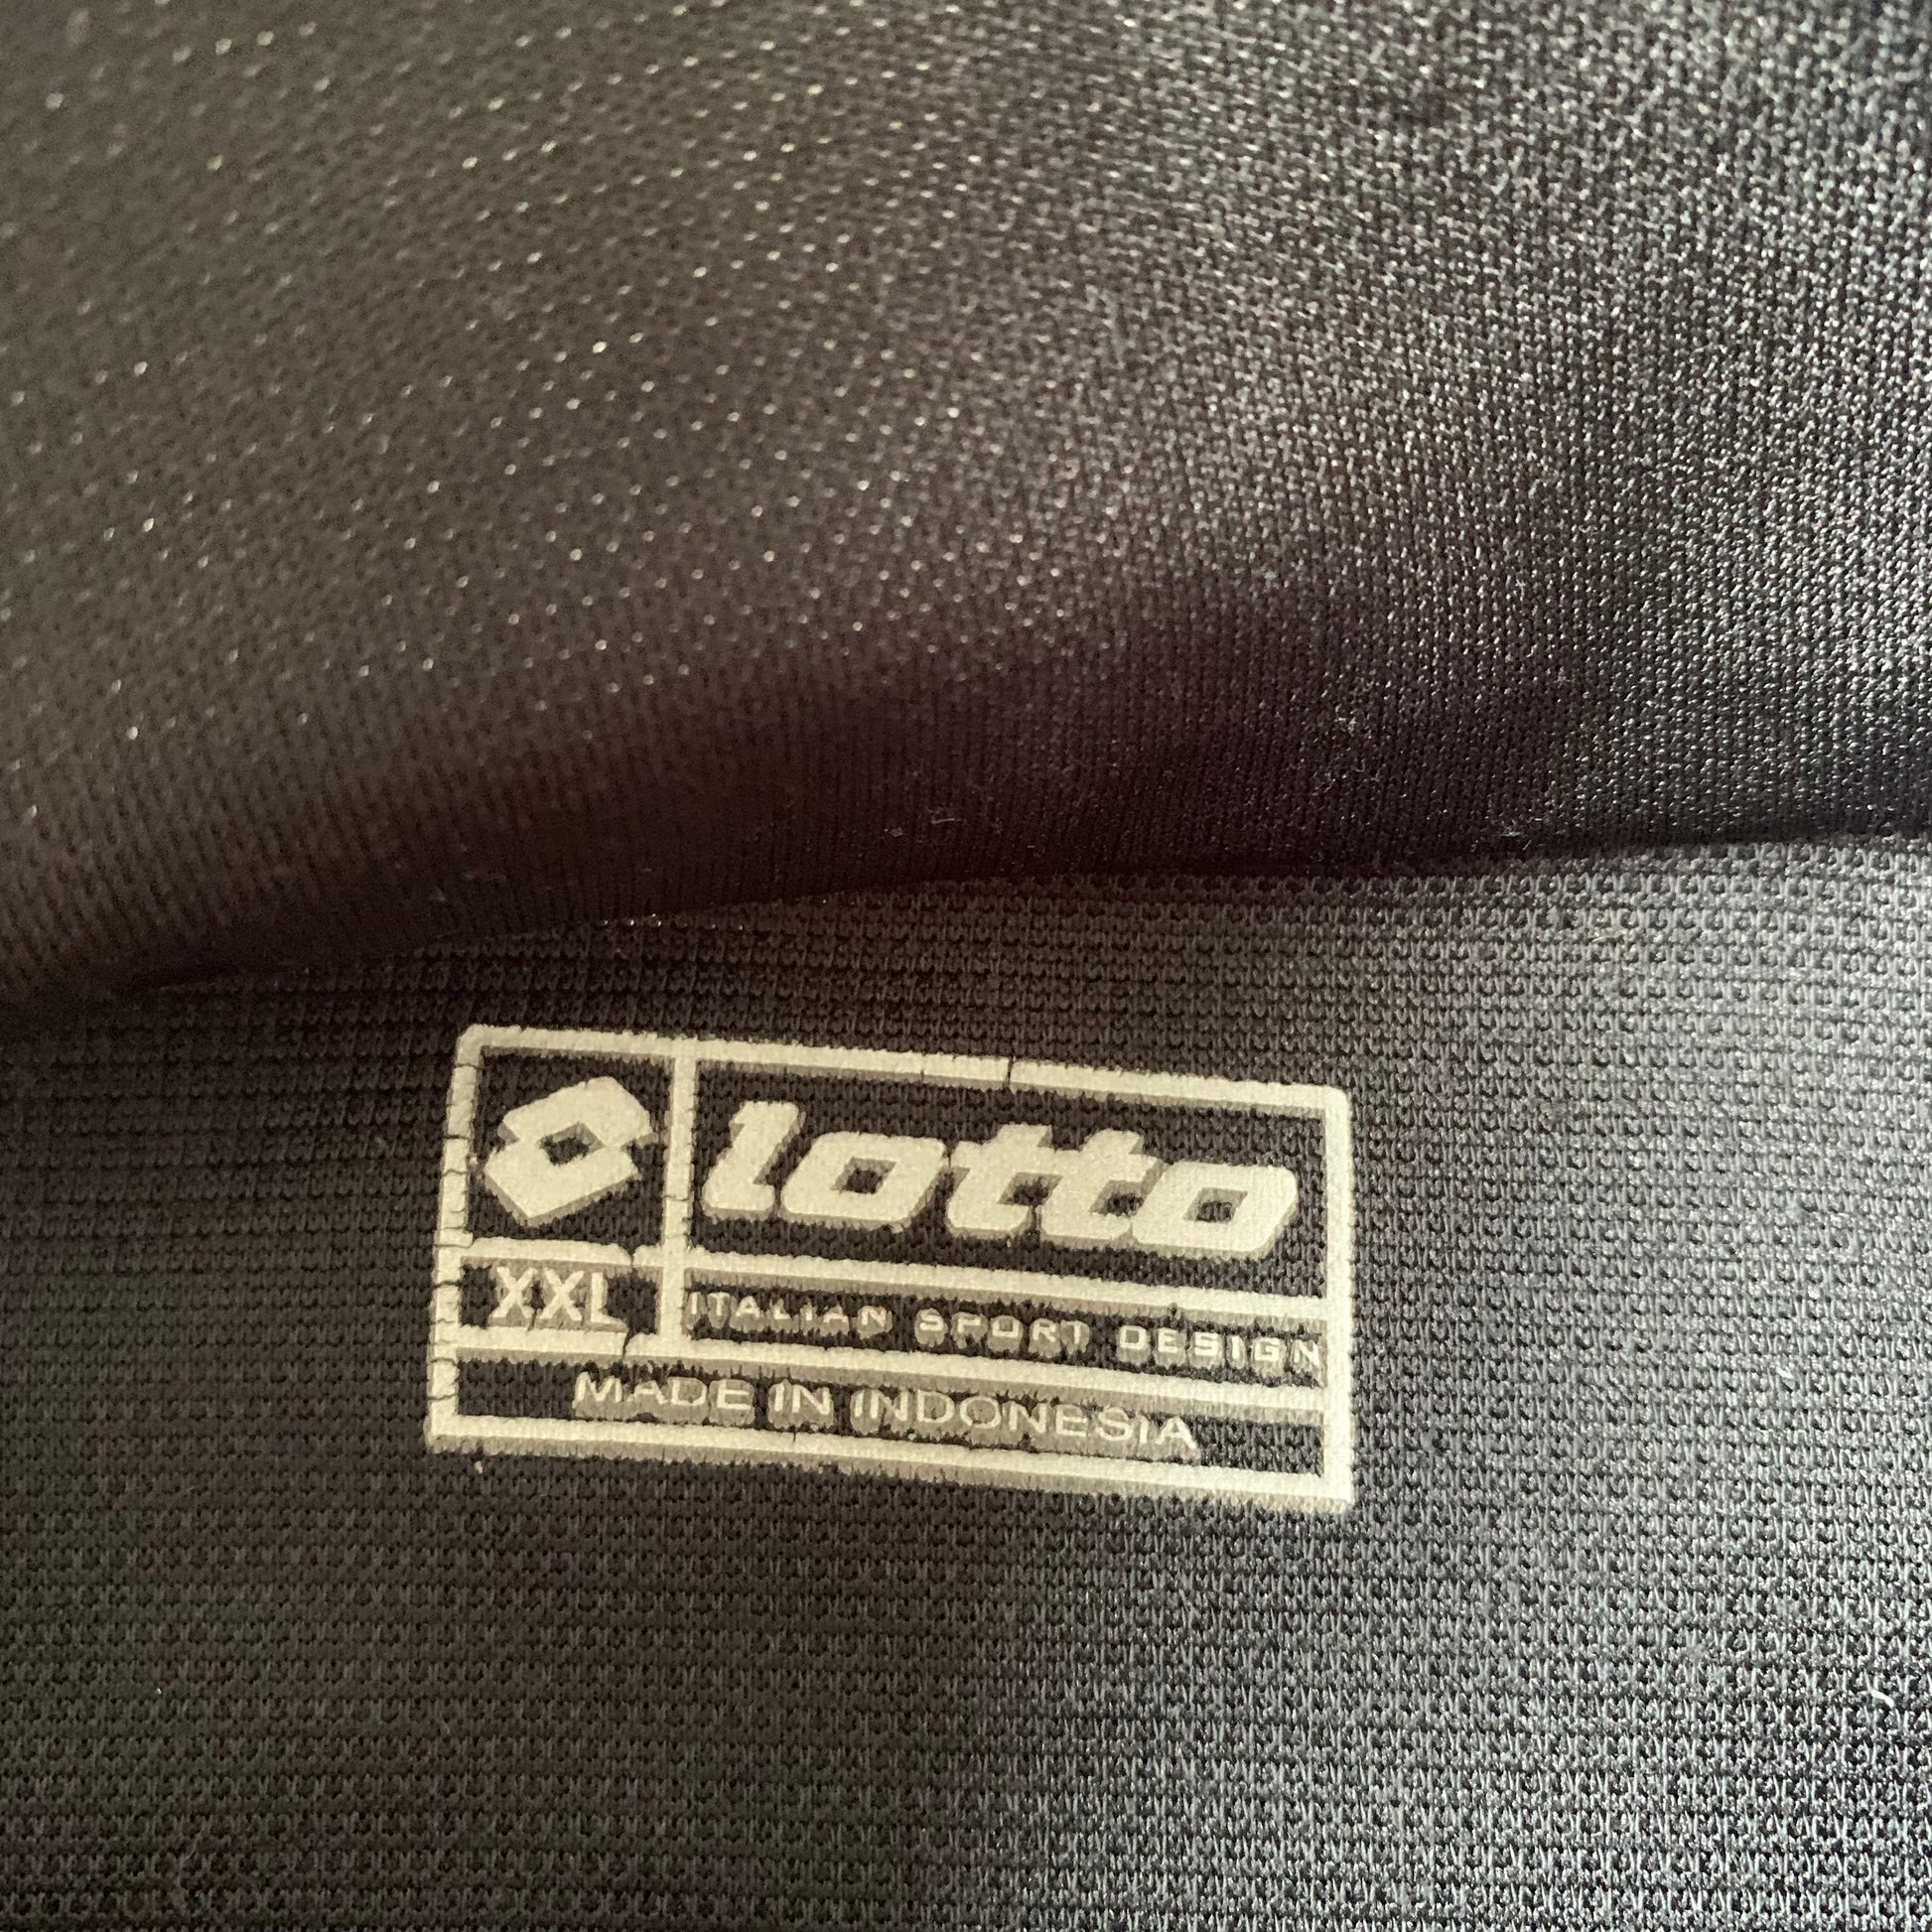 lotto
XXL
ITALIAN SPORT DESIGN
MADE IN INDONESIA